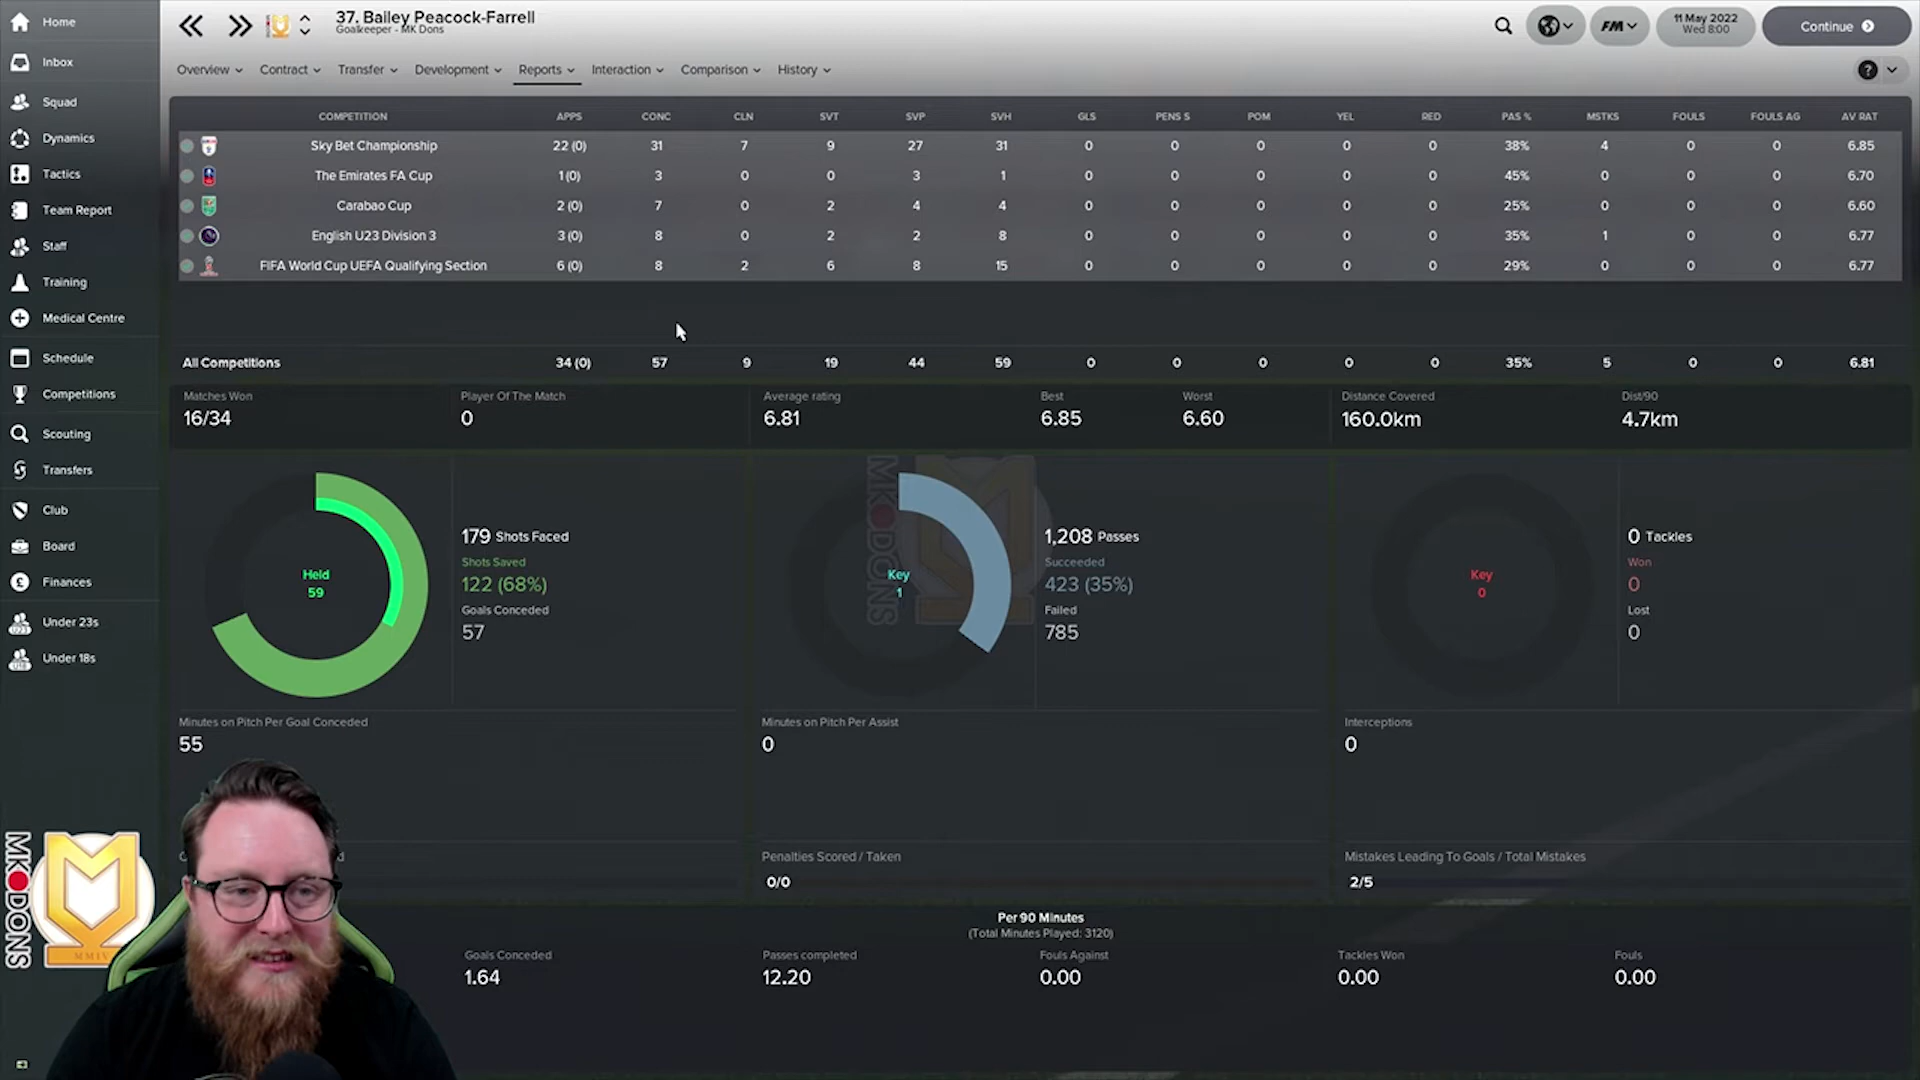 Home
Inbox
Squad
Dynamics
Tactics
Team Report
Staff
Training
Medical Centre
Schedule
Competitions
Scouting
Transfers
Club
Board
Finances
Under 23s
Under 18s
37. Bailey Peacock-Farrell
Goalkeeper - MK Dons
FM
11 May 2022
Wed 8:00
Continue
Overview Contract Transfer Development Reports Interaction Comparison History
COMPETITION APPS CONC CLN SVT SVP SVH GLS PENS S POM YEL RED PAS % MSTKS FOULS FOULS AG AV RAT
Sky Bet Championship 22 (0) 31 7 9 27 31 0 0 0 0 0 38% 4 0 0 6.85
The Emirates FA Cup 1 (0) 3 0 0 3 1 0 0 0 0 0 45% 0 0 0 6.70
Carabao Cup 2 (0) 7 0 2 4 4 0 0 0 0 0 25% 0 0 0 6.60
English U23 Division 3 3 (0) 8 0 2 2 8 0 0 0 0 0 35% 1 0 0 6.77
FIFA World Cup UEFA Qualifying Section 6 (0) 8 2 6 8 15 0 0 0 0 0 29% 0 0 0 6.77
All Competitions 34 (0) 57 9 19 44 59 0 0 0 0 0 35% 5 0 0 6.81
Matches Won Player Of The Match Average rating Best Worst Distance Covered Dist/90
16/34 0 6.81 6.85 6.60 160.0km 4.7km
Held
59
179 Shots Faced
Shots Saved
122 (68%)
Goals Conceded
57
MK DONS
Key
1
1,208 Passes
Succeeded
423 (35%)
Failed
785
Key
0
0 Tackles
Won
0
Lost
0
Minutes on Pitch Per Goal Conceded
55
Minutes on Pitch Per Assist
0
Interceptions
0
Penalties Scored / Taken
0/0
Mistakes Leading To Goals / Total Mistakes
2/5
MK DONS
MMIV
Per 90 Minutes
(Total Minutes Played: 3120)
Goals Conceded Passes completed Fouls Against Tackles Won Fouls
1.64 12.20 0.00 0.00 0.00